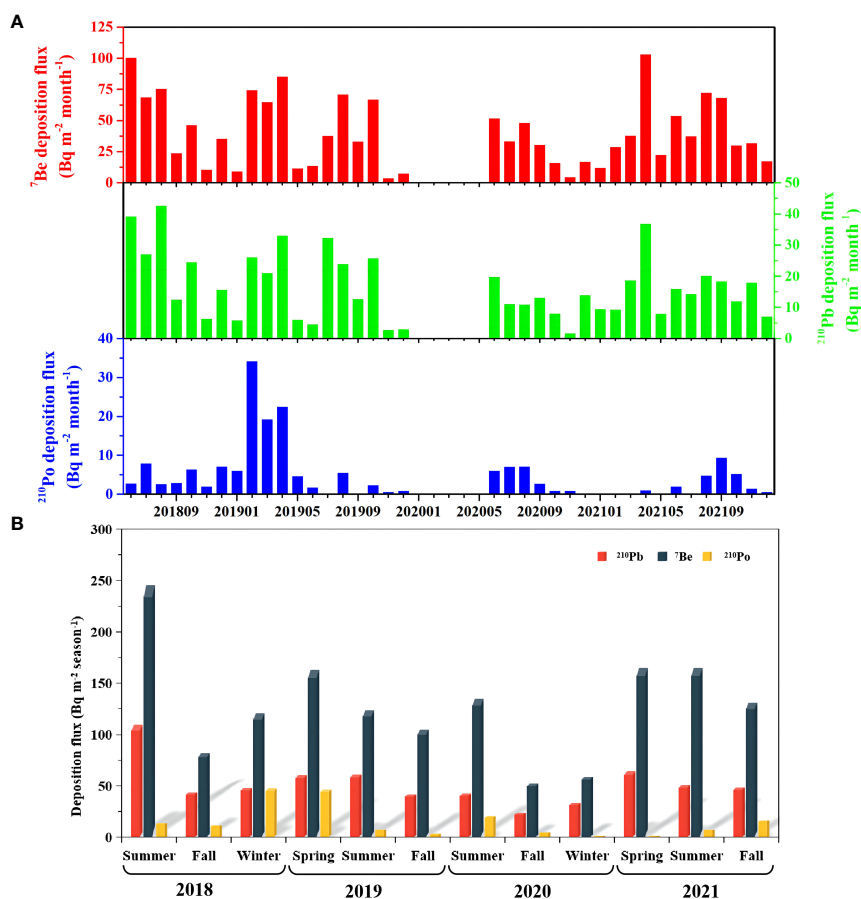 A
⁷Be deposition flux
(Bq m⁻² month⁻¹)
125
100
75
50
25
0
50
40
30
20
10
0
²¹⁰Pb deposition flux
(Bq m⁻² month⁻¹)
²¹⁰Po deposition flux
(Bq m⁻² month⁻¹)
40
30
20
10
0
201809 201901 201905 201909 202001 202005 202009 202101 202105 202109
B
Deposition flux (Bq m⁻² season⁻¹)
300
250
200
150
100
50
0
²¹⁰Pb ⁷Be ²¹⁰Po
Summer Fall Winter Spring Summer Fall Summer Fall Winter Spring Summer Fall
2018 2019 2020 2021